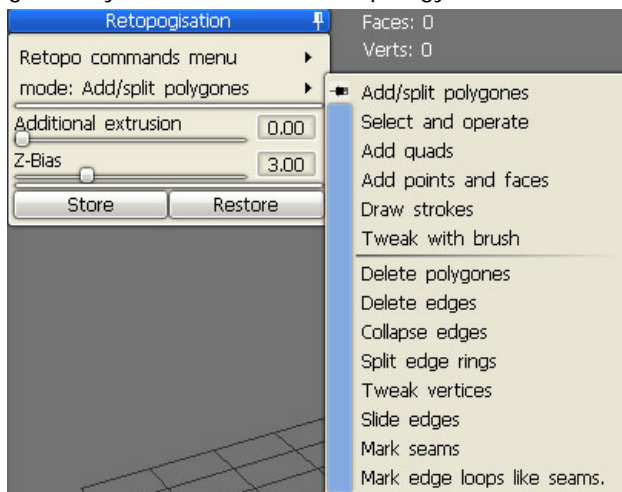 Retopogisation
Retopo commands menu
mode: Add/split polygones
Additional extrusion 0.00
Z-Bias 3.00
Store Restore
Faces: 0
Verts: 0
Add/split polygones
Select and operate
Add quads
Add points and faces
Draw strokes
Tweak with brush
Delete polygones
Delete edges
Collapse edges
Split edge rings
Tweak vertices
Slide edges
Mark seams
Mark edge loops like seams.